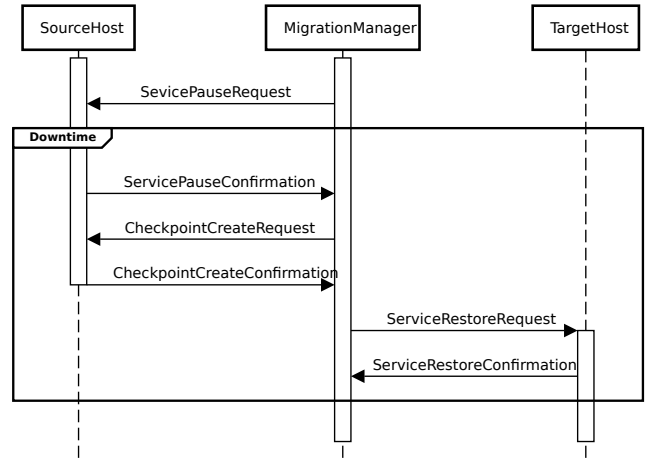 SourceHost
MigrationManager
TargetHost
SevicePauseRequest
Downtime
ServicePauseConfirmation
CheckpointCreateRequest
CheckpointCreateConfirmation
ServiceRestoreRequest
ServiceRestoreConfirmation